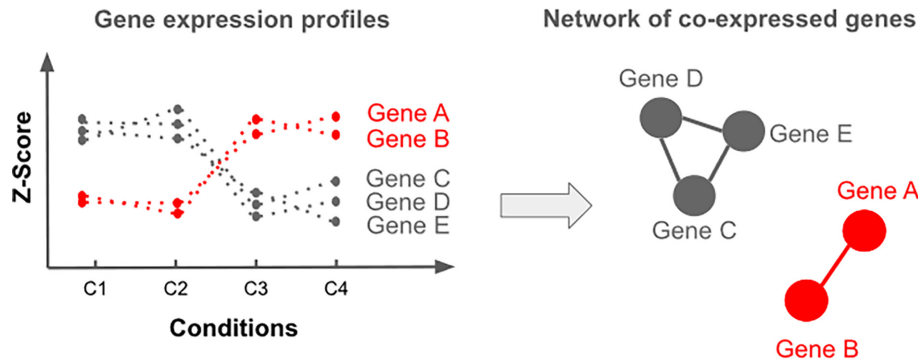 Gene expression profiles
Z-Score
Gene A
Gene B
Gene C
Gene D
Gene E
C1
C2
C3
C4
Conditions
Network of co-expressed genes
Gene D
Gene E
Gene C
Gene A
Gene B